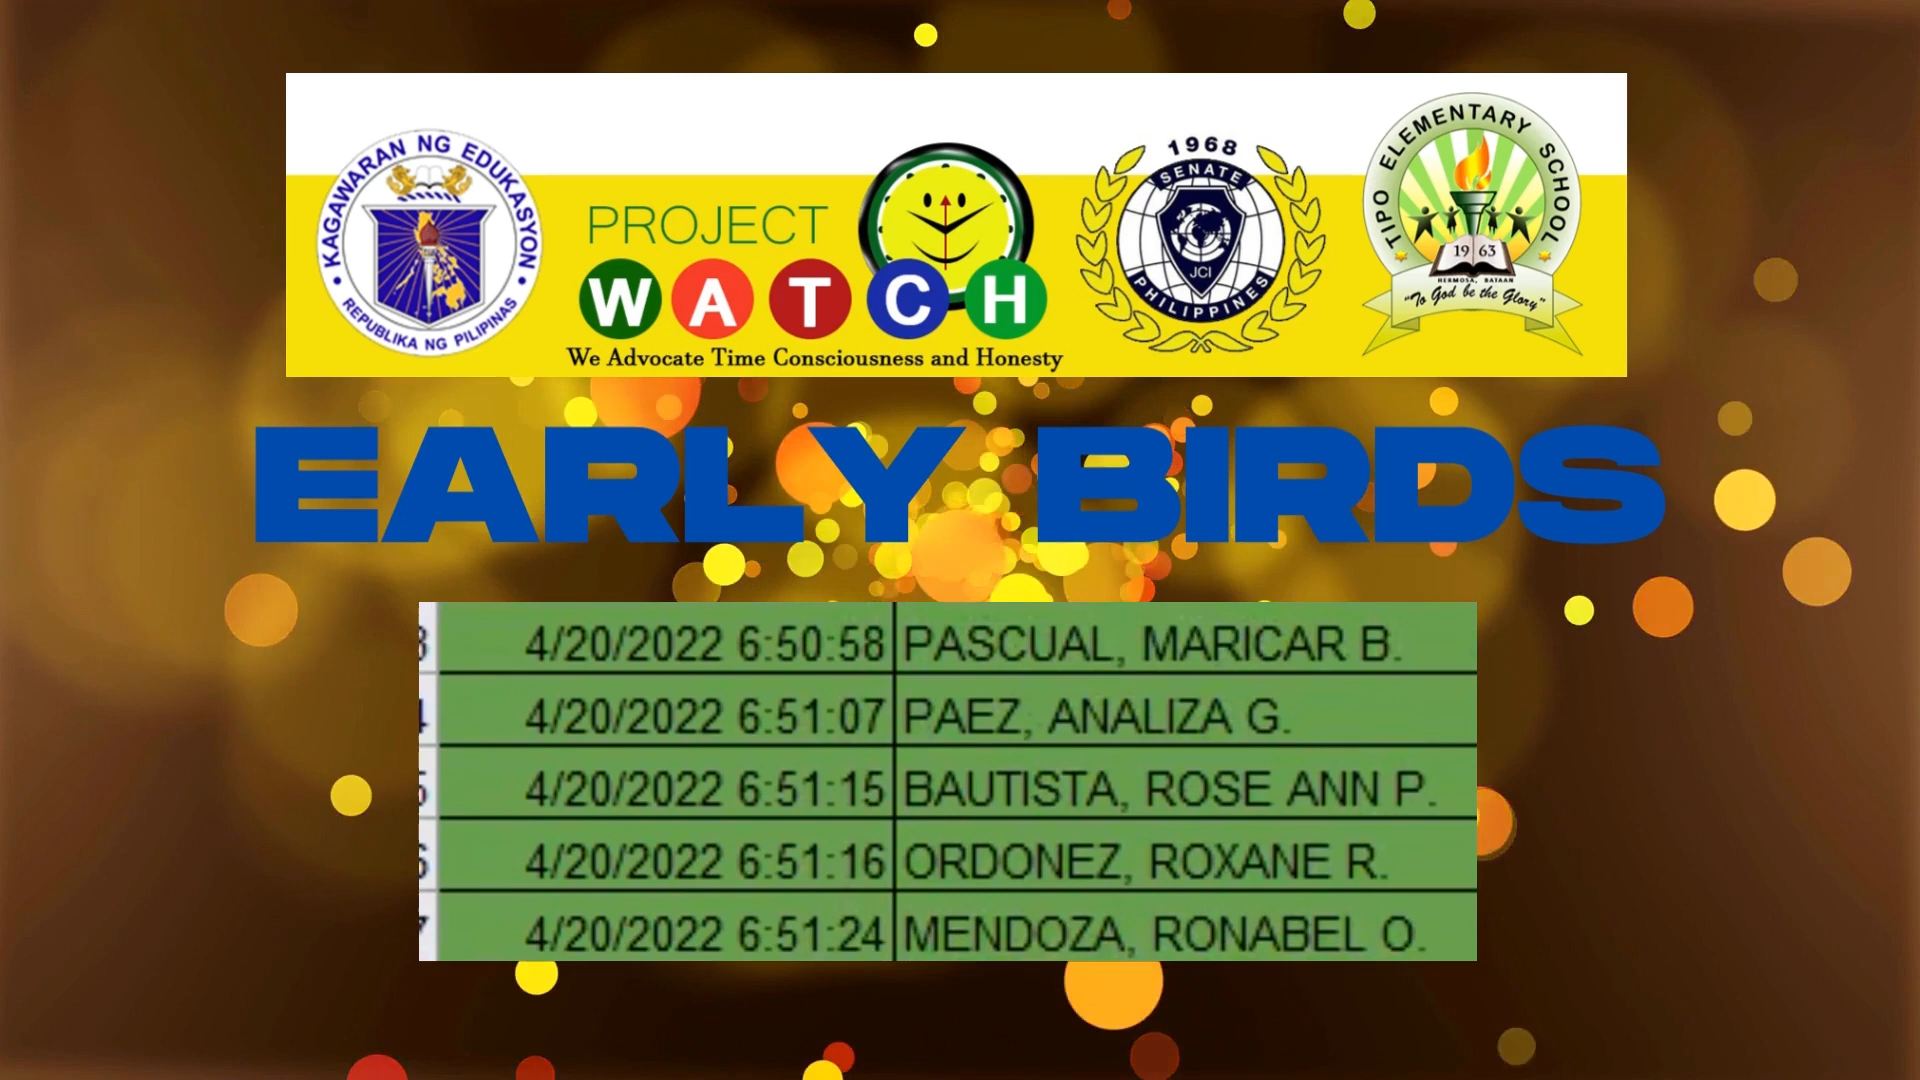 KAGAWARAN NG EDUKASYON
REPUBLIKA NG PILIPINAS
PROJECT
WATCH
We Advocate Time Consciousness and Honesty
1968
SENATE
JCI
PHILIPPINES
TIPO ELEMENTARY SCHOOL
19 63
HERMOSA, BATAAN
"To God be the Glory"
EARLY BIRDS
4/20/2022 6:50:58 PASCUAL, MARICAR B.
4/20/2022 6:51:07 PAEZ, ANALIZA G.
4/20/2022 6:51:15 BAUTISTA, ROSE ANN P.
4/20/2022 6:51:16 ORDONEZ, ROXANE R.
4/20/2022 6:51:24 MENDOZA, RONABEL O.